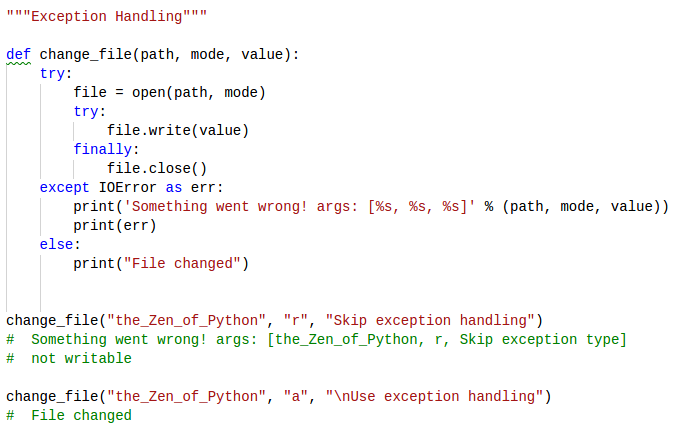 """Exception Handling"""

def change_file(path, mode, value):
    try:
        file = open(path, mode)
        try:
            file.write(value)
        finally:
            file.close()
    except IOError as err:
        print('Something went wrong! args: [%s, %s, %s]' % (path, mode, value))
        print(err)
    else:
        print("File changed")


change_file("the_Zen_of_Python", "r", "Skip exception handling")
#  Something went wrong! args: [the_Zen_of_Python, r, Skip exception type]
#  not writable

change_file("the_Zen_of_Python", "a", "\nUse exception handling")
#  File changed